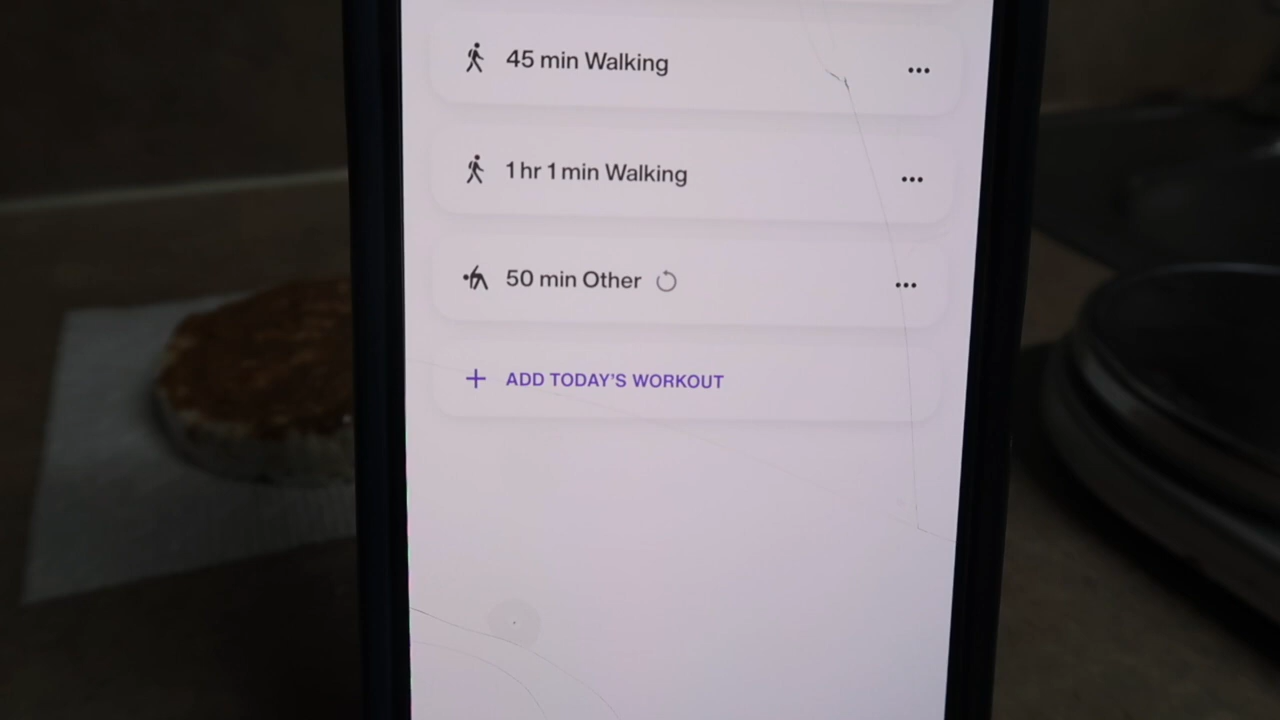 45 min Walking
1 hr 1 min Walking
50 min Other
ADD TODAY'S WORKOUT